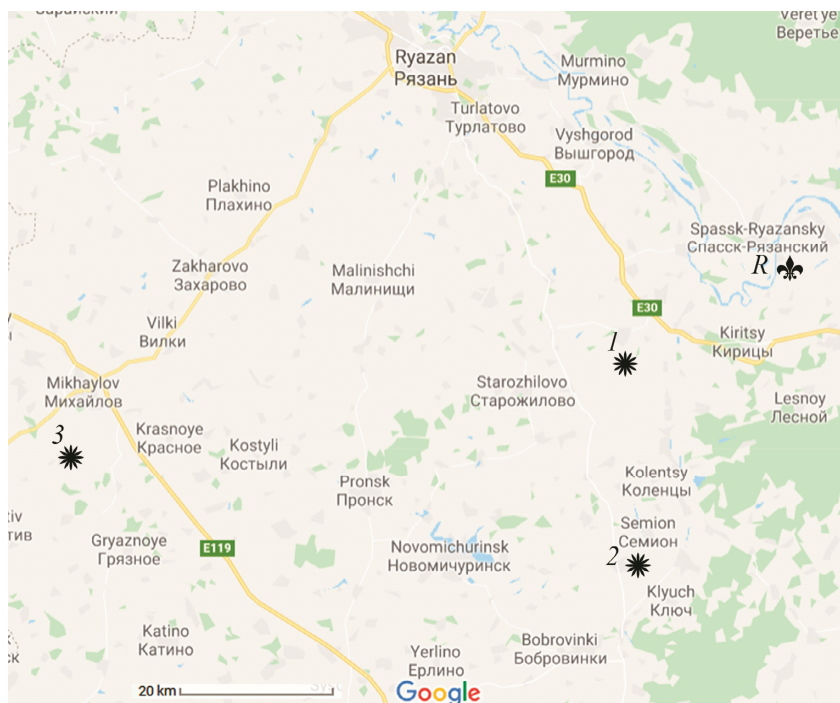 Зарайский
Veret'ye
Веретье
Ryazan
Рязань
Murmino
Мурмино
Turlatovo
Турлатово
Vyshgorod
Вышгород
E30
Plakhino
Плахино
Spassk-Ryazansky
Спасск-Рязанский
R
Zakharovo
Захарово
Malinishchi
Малинищи
E30
Vilki
Вилки
Kiritsy
Кирицы
1
Mikhaylov
Михайлов
Starozhilovo
Старожилово
Lesnoy
Лесной
3
Krasnoye
Красное
Kostyli
Костыли
Kolentsy
Коленцы
Pronsk
Пронск
Semion
Семион
Gryaznoye
Грязное
E119
Novomichurinsk
Новомичуринск
2
Klyuch
Ключ
Katino
Катино
Bobrovinki
Бобровинки
Yerlino
Ерлино
20 km
Google